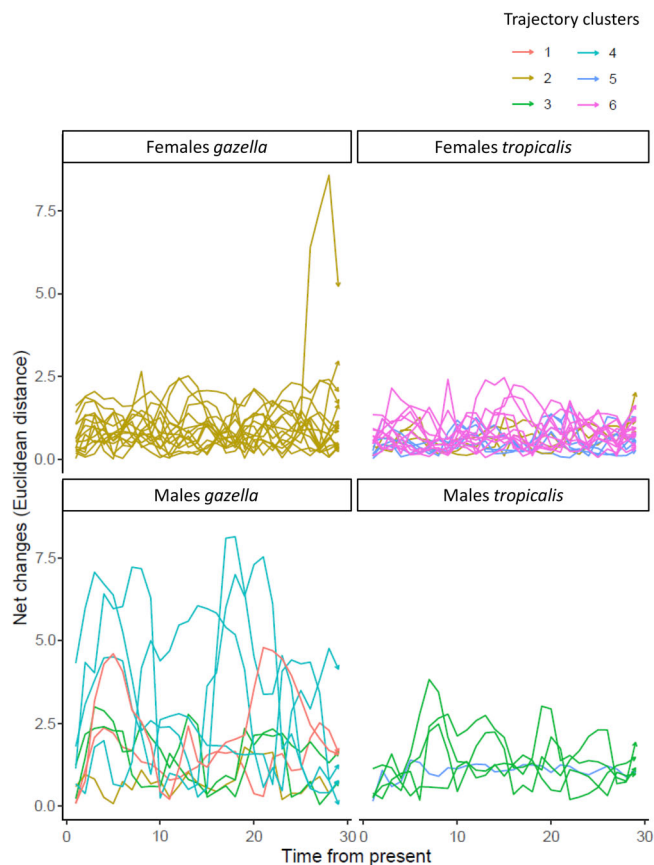 Trajectory clusters
1 4
2 5
3 6
Females gazella Females tropicalis
7.5
5.0
2.5
0.0
Males gazella Males tropicalis
7.5
5.0
2.5
0.0
Net changes (Euclidean distance)
0 10 20 30 0 10 20 30
Time from present